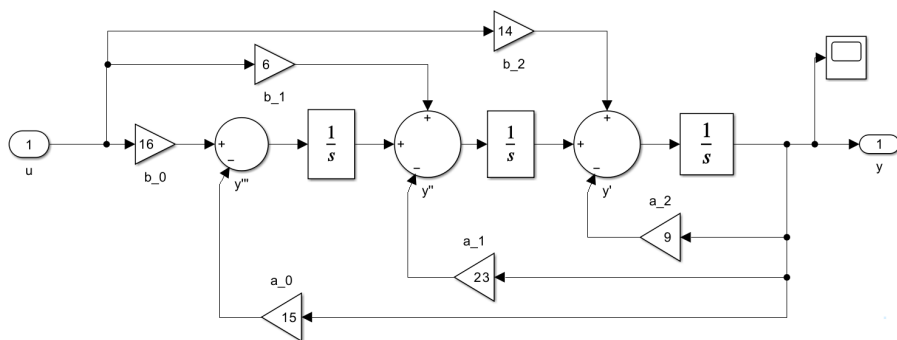 14
b_2
6
b_1
1
u
16
b_0
+
−
y'''
1
s
+
+
−
y''
1
s
+
+
−
y'
1
s
1
y
a_2
9
a_1
23
a_0
15